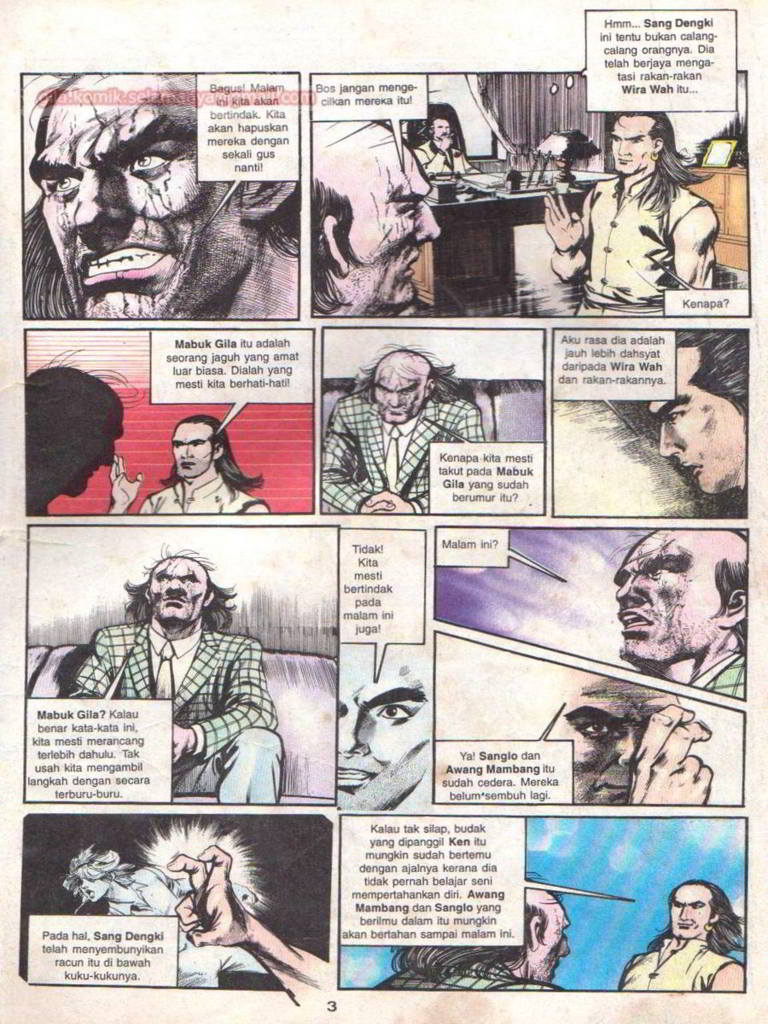 Hmm... Sang Dengki
ini tentu bukan calang-
calang orangnya. Dia
telah berjaya menga-
tasi rakan-rakan
Wira Wah itu...
Bagus! Malam
ini kita akan
bertindak. Kita
akan hapuskan
mereka dengan
sekali gus
nanti!
Bos jangan menge-
cilkan mereka itu!
Kenapa?
Mabuk Gila itu adalah
seorang jaguh yang amat
luar biasa. Dialah yang
mesti kita berhati-hati!
Kenapa kita mesti
takut pada Mabuk
Gila yang sudah
berumur itu?
Aku rasa dia adalah
jauh lebih dahsyat
daripada Wira Wah
dan rakan-rakannya.
Mabuk Gila? Kalau
benar kata-kata ini,
kita mesti merancang
terlebih dahulu. Tak
usah kita mengambil
langkah dengan secara
terburu-buru.
Tidak!
Kita
mesti
bertindak
pada
malam ini
juga!
Malam ini?
Ya! Sanglo dan
Awang Mambang itu
sudah cedera. Mereka
belum sembuh lagi.
Pada hal, Sang Dengki
telah menyembunyikan
racun itu di bawah
kuku-kukunya.
Kalau tak silap, budak
yang dipanggil Ken itu
mungkin sudah bertemu
dengan ajalnya kerana dia
tidak pernah belajar seni
mempertahankan diri. Awang
Mambang dan Sanglo yang
berilmu dalam itu mungkin
akan bertahan sampai malam ini.
3